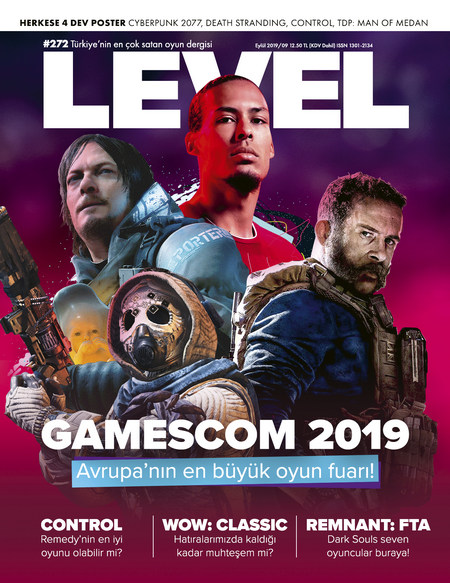 HERKESE 4 DEV POSTER CYBERPUNK 2077, DEATH STRANDING, CONTROL, TDP: MAN OF MEDAN
#272 Türkiye'nin en çok satan oyun dergisi
Eylül 2019/09 12.50 TL (KDV Dahil) ISSN 1301-2134
LEVEL
PORTER
GAMESCOM 2019
Avrupa'nın en büyük oyun fuarı!
CONTROL
Remedy'nin en iyi
oyunu olabilir mi?
WOW: CLASSIC
Hatıralarımızda kaldığı
kadar muhteşem mi?
REMNANT: FTA
Dark Souls seven
oyuncular buraya!